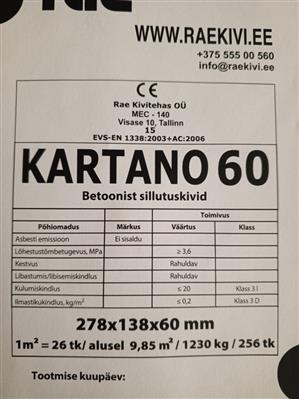 WWW.RAEKIVI.EE
+375 555 00 560
info@raekivi.ee
CE
Rae Kivitehas OÜ
MEC - 140
Visase 10, Tallinn
15
EVS-EN 1338:2003+AC:2006
KARTANO 60
Betoonist sillutuskivid
Toimivus
Põhiomadus Märkus Väärtus Klass
Asbesti emissioon Ei sisaldu
Lõhestustõmbetugevus, MPa ≥ 3,6
Kestvus Rahuldav
Libastumis/libisemiskindlus Rahuldav
Kulumiskindlus ≤ 20 Klass 3 I
Ilmastikukindlus, kg/m² ≤ 0,2 Klass 3 D
278x138x60 mm
1m² = 26 tk/ alusel 9,85 m² / 1230 kg / 256 tk
Tootmise kuupäev: